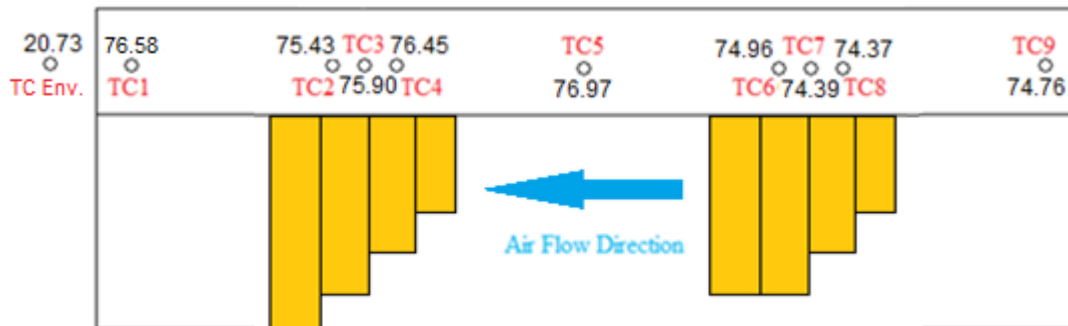 20.73
TC Env.
76.58
TC1
75.43 TC3 76.45
TC2 75.90 TC4
TC5
76.97
74.96 TC7 74.37
TC6 74.39 TC8
TC9
74.76
Air Flow Direction